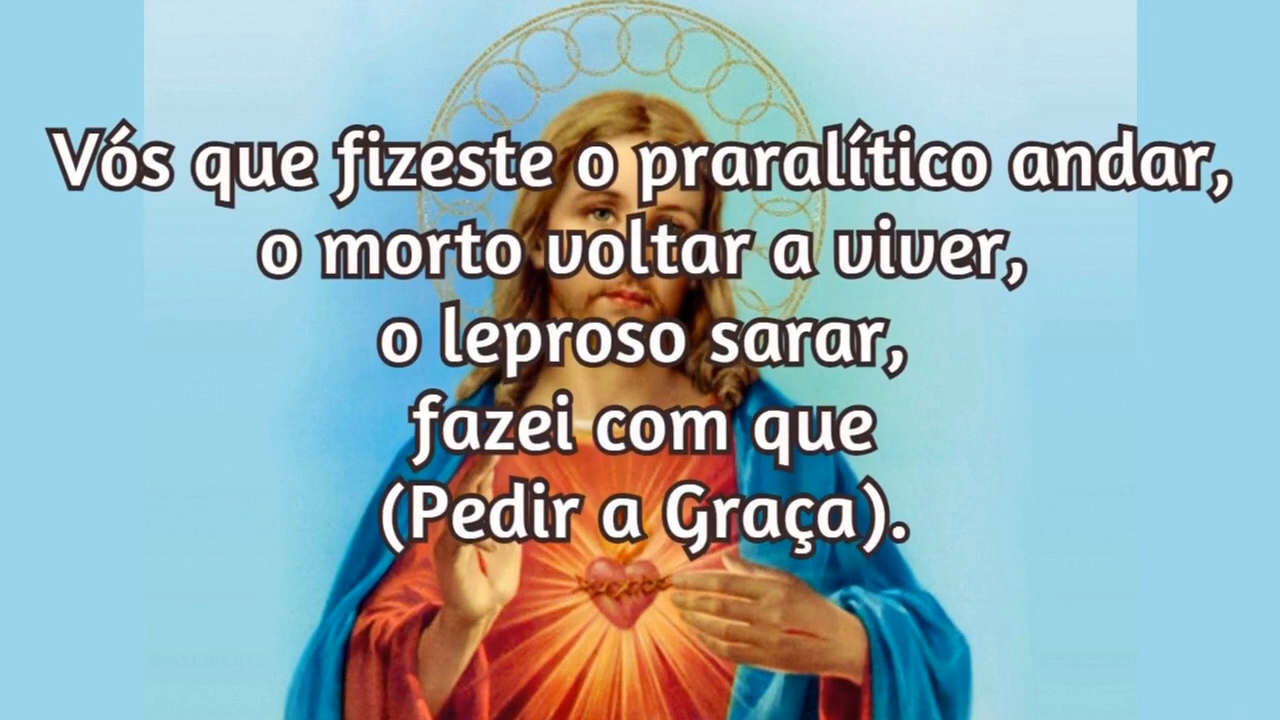 Vós que fizeste o praralítico andar,
o morto voltar a viver,
o leproso sarar,
fazei com que
(Pedir a Graça).